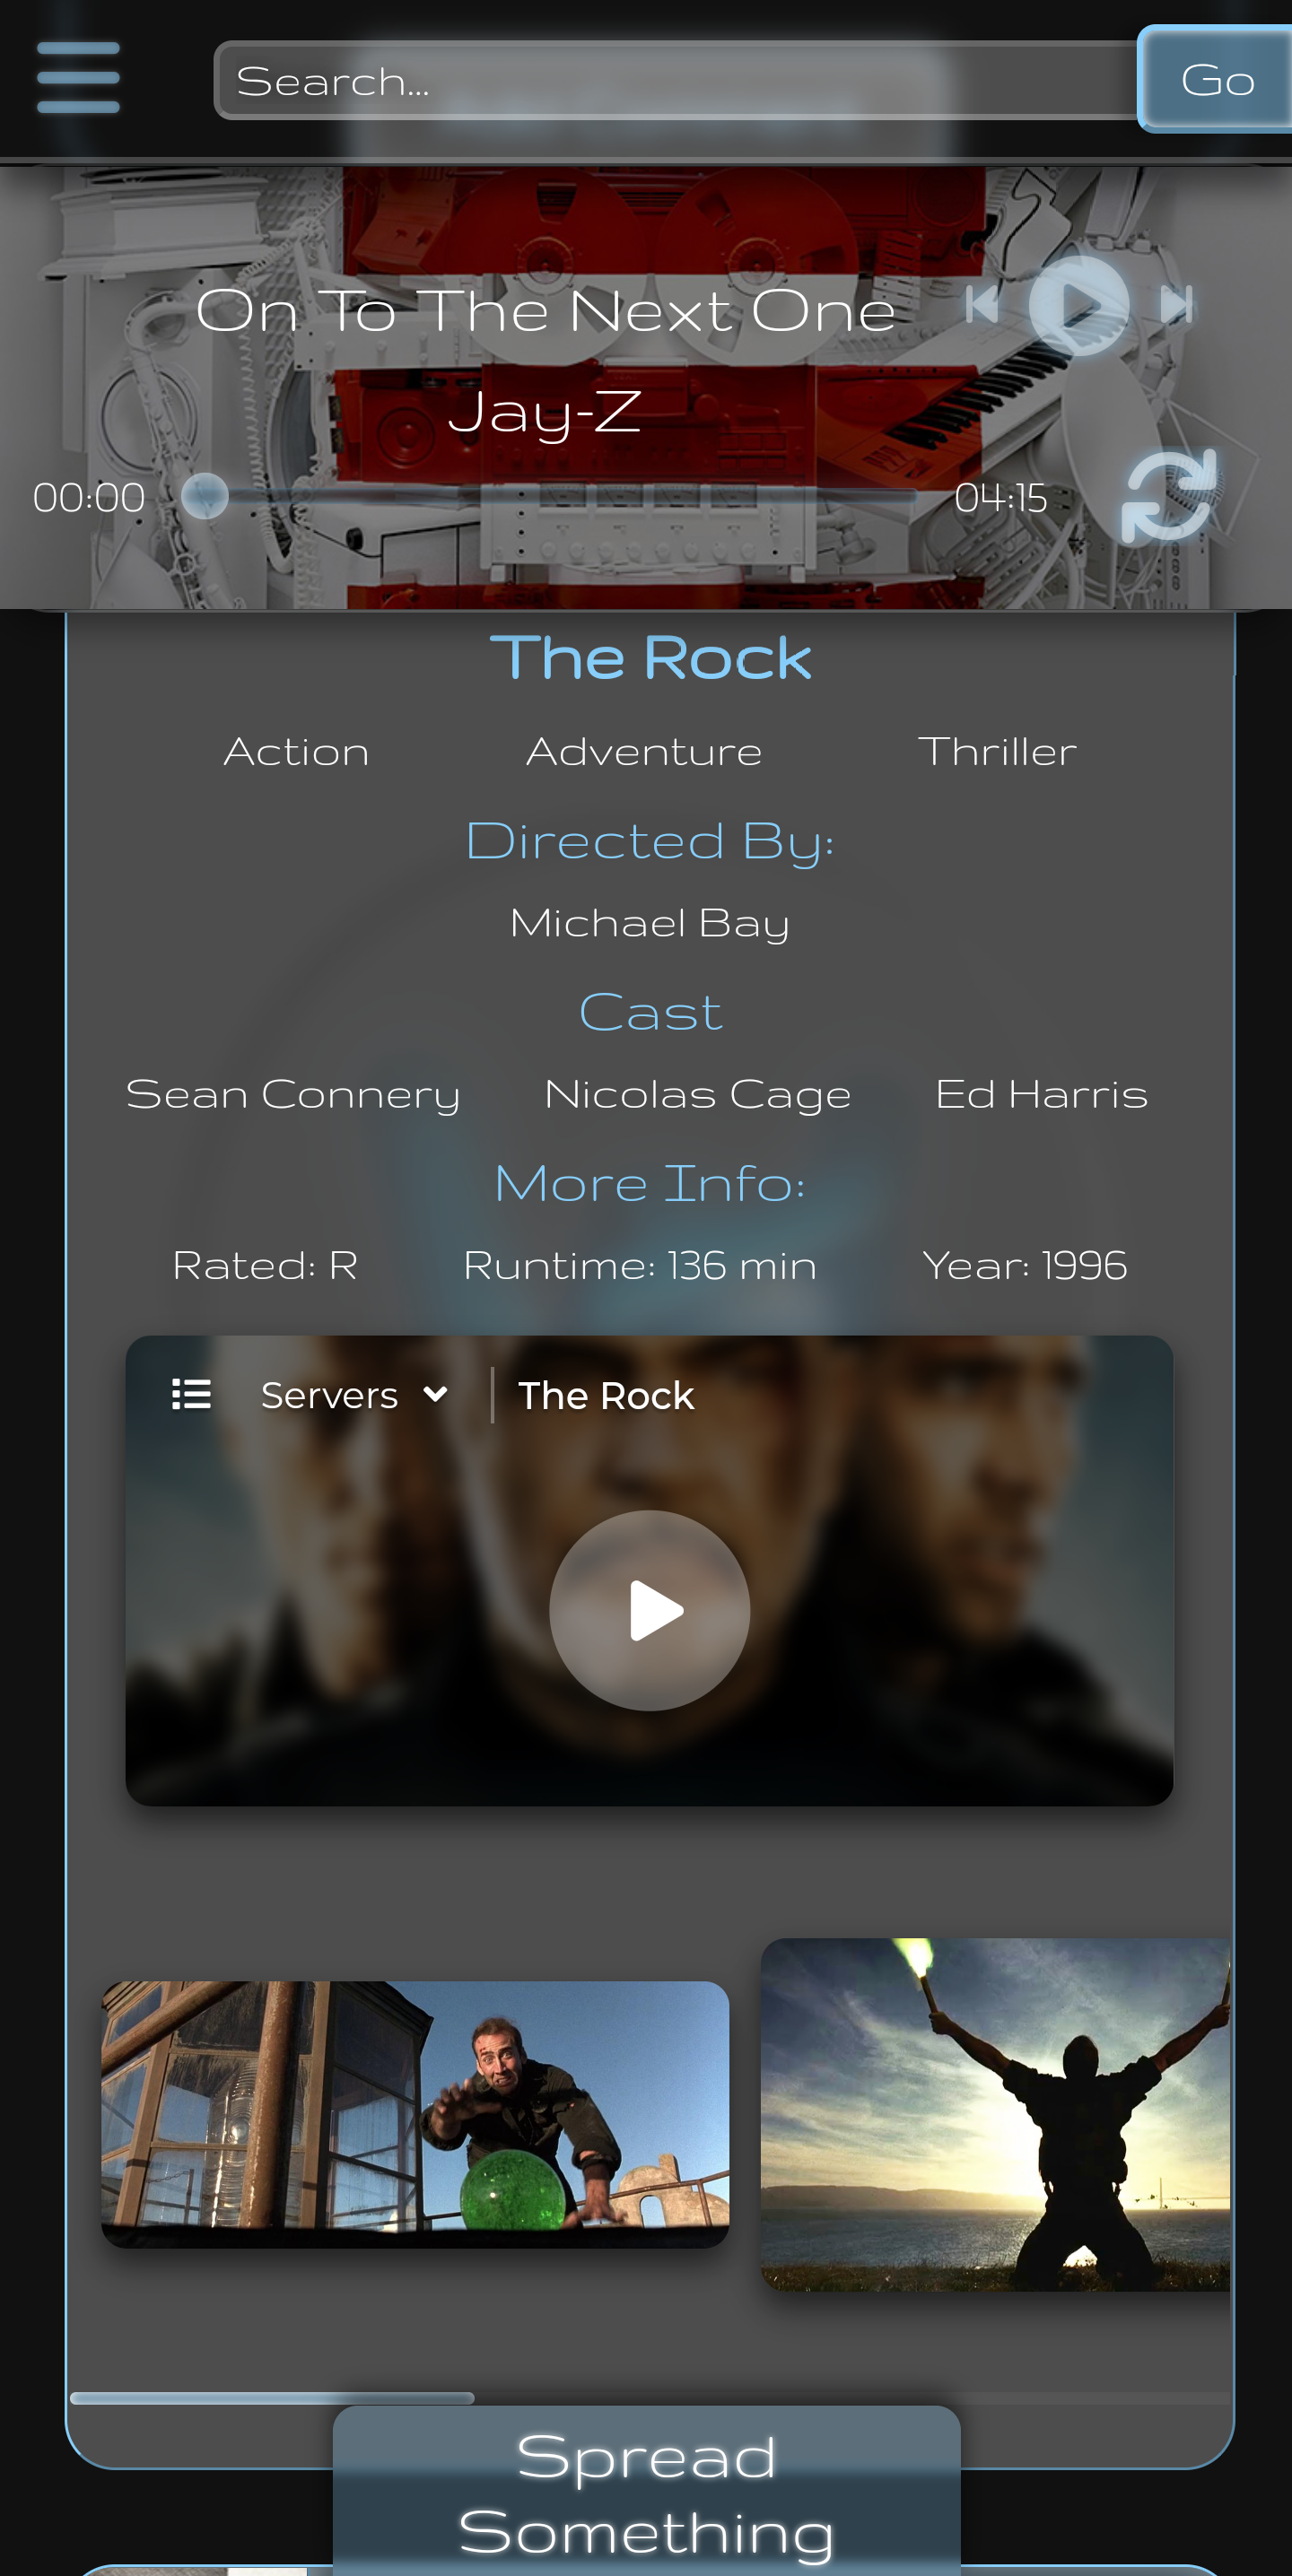 Search...
Go
On To The Next One
Jay-Z
00:00
04:15
The Rock
Action Adventure Thriller
Directed By:
Michael Bay
Cast
Sean Connery Nicolas Cage Ed Harris
More Info:
Rated: R Runtime: 136 min Year: 1996
Servers The Rock
Spread
Something